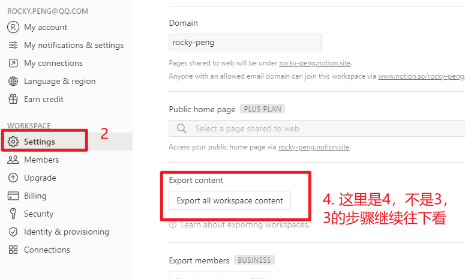 ROCKY.PENG@QQ.COM
My account
My notifications & settings
My connections
Language & region
Earn credit
WORKSPACE
Settings
2
Members
Upgrade
Billing
Security
Identity & provisioning
Connections
Domain
rocky-peng
Pages shared to web will be under rocky-peng.notion.site.
Anyone with an allowed email domain can join this workspace via www.notion.so/rocky-peng.
Public home page PLUS PLAN
Select a page shared to web
Access your public home page via rocky-peng.notion.site.
Export content
Export all workspace content
Learn about exporting workspaces.
4. 这里是4，不是3，
3的步骤继续往下看
Export members BUSINESS